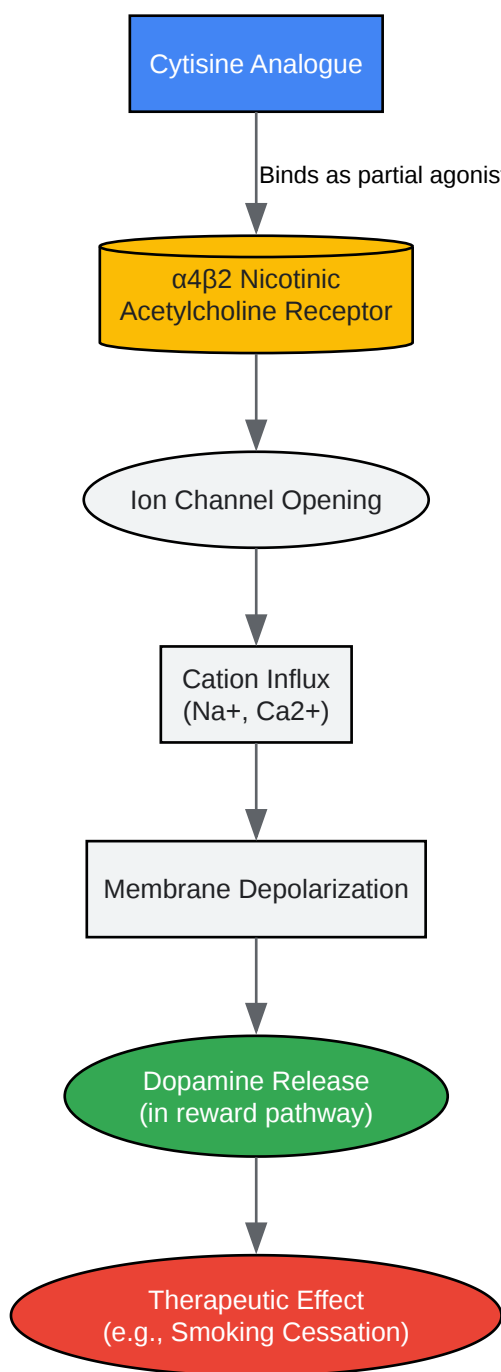 Cytisine Analogue
Binds as partial agonis
α4β2 Nicotinic
Acetylcholine Receptor
Ion Channel Opening
Cation Influx
(Na+, Ca2+)
Membrane Depolarization
Dopamine Release
(in reward pathway)
Therapeutic Effect
(e.g., Smoking Cessation)